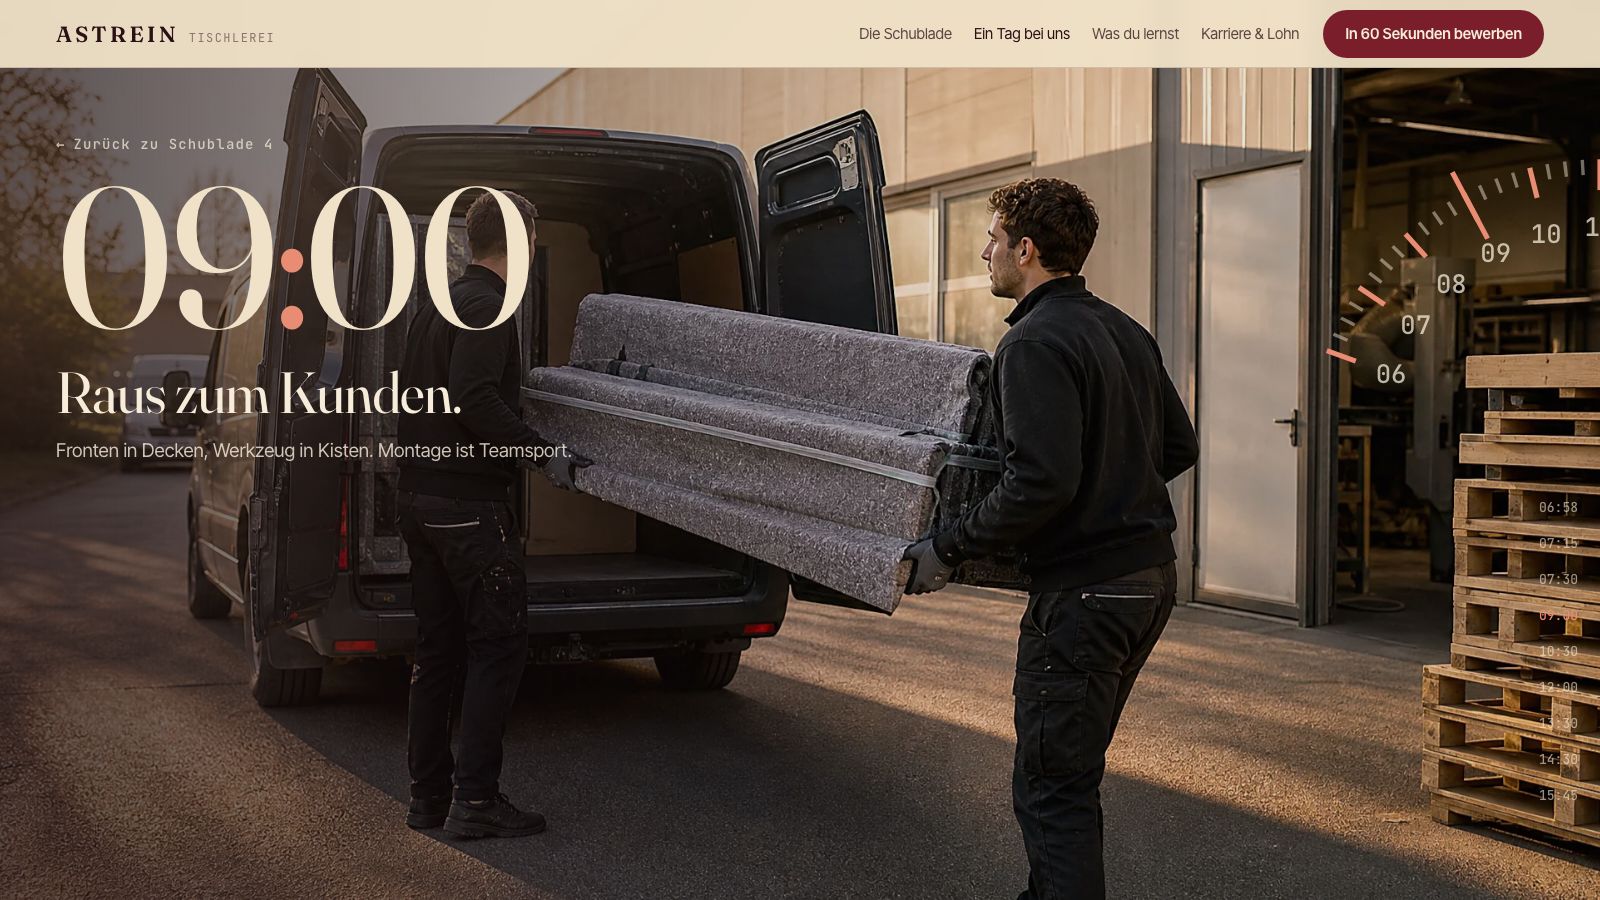 ASTREIN TISCHLEREI
Die Schublade
Ein Tag bei uns
Was du lernst
Karriere & Lohn
In 60 Sekunden bewerben
← Zurück zu Schublade 4
09:00
Raus zum Kunden.
Fronten in Decken, Werkzeug in Kisten. Montage ist Teamsport.
06
07
08
09
10
06:58
07:15
07:30
09:00
10:30
12:00
13:30
14:30
15:45